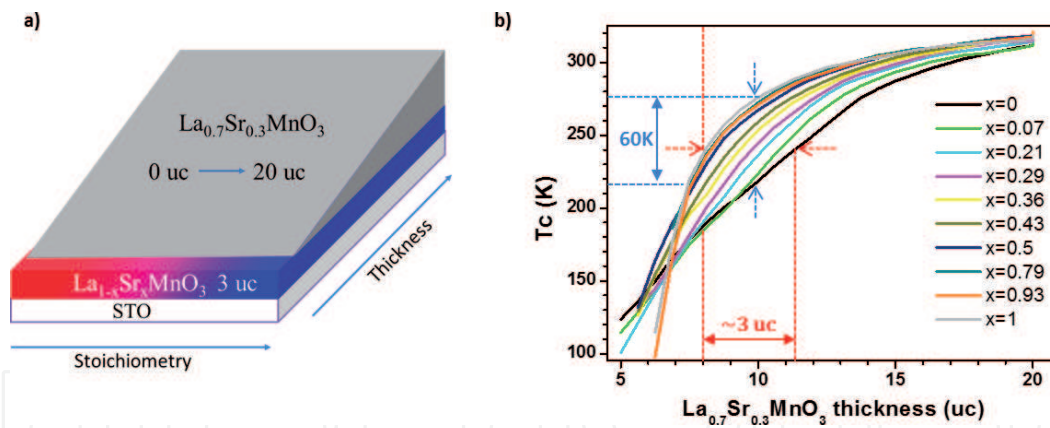 a)
La₀.₇Sr₀.₃MnO₃
0 uc → 20 uc
La₁₋ₓSrₓMnO₃ 3 uc
STO
Thickness
Stoichiometry
b)
Tc (K)
300
250
200
150
100
60K
~3 uc
x=0
x=0.07
x=0.21
x=0.29
x=0.36
x=0.43
x=0.5
x=0.79
x=0.93
x=1
5 10 15 20
La₀.₇Sr₀.₃MnO₃ thickness (uc)